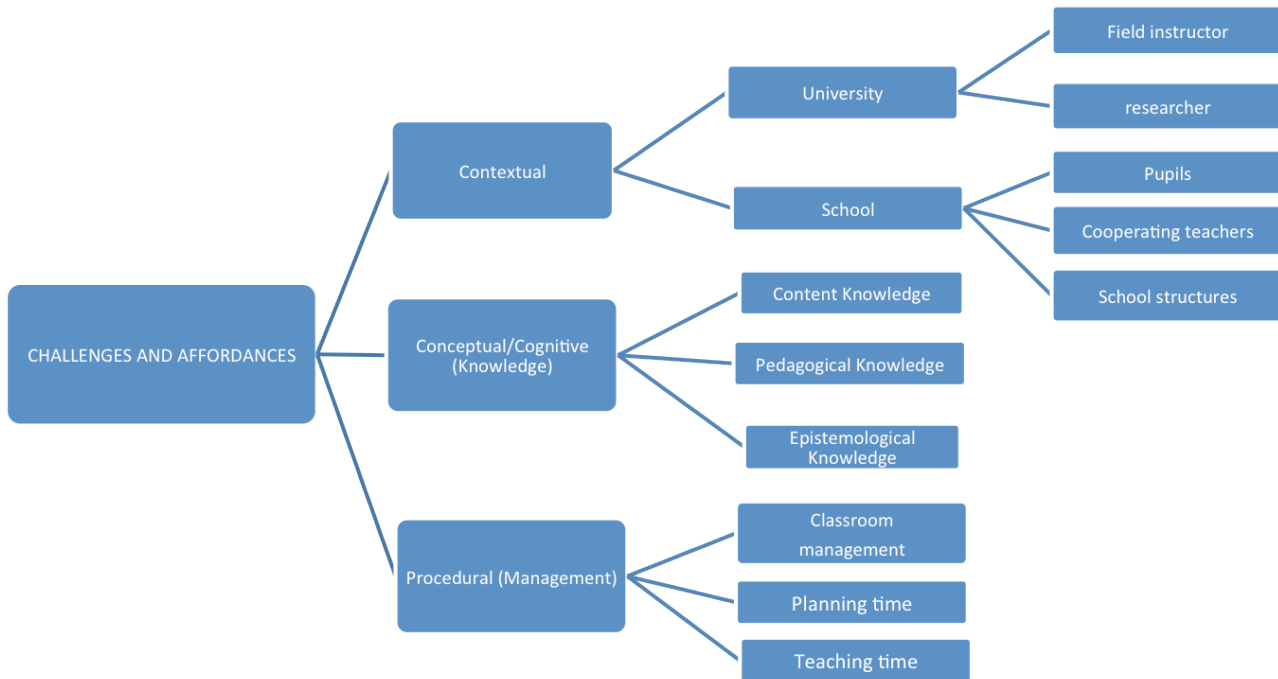 CHALLENGES AND AFFORDANCES
Contextual
University
Field instructor
researcher
School
Pupils
Cooperating teachers
School structures
Conceptual/Cognitive
(Knowledge)
Content Knowledge
Pedagogical Knowledge
Epistemological
Knowledge
Procedural (Management)
Classroom
management
Planning time
Teaching time